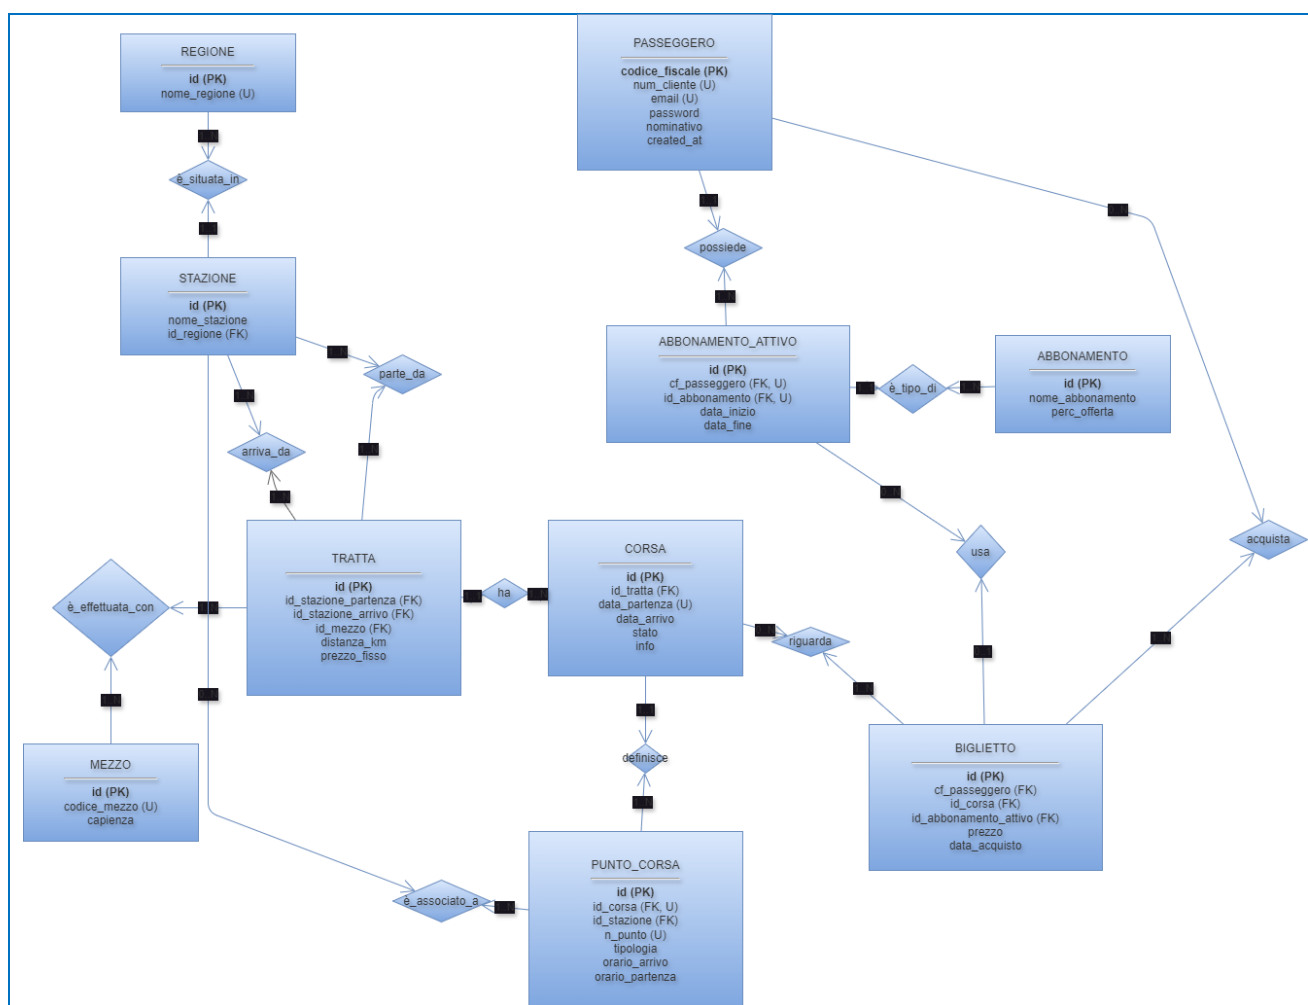 REGIONE
id (PK)
nome_regione (U)
è_situata_in
STAZIONE
id (PK)
nome_stazione
id_regione (FK)
PASSEGGERO
codice_fiscale (PK)
num_cliente (U)
email (U)
password
nominativo
created_at
possiede
ABBONAMENTO_ATTIVO
id (PK)
cf_passeggero (FK, U)
id_abbonamento (FK, U)
data_inizio
data_fine
è_tipo_di
ABBONAMENTO
id (PK)
nome_abbonamento
perc_offerta
parte_da
arriva_da
TRATTA
id (PK)
id_stazione_partenza (FK)
id_stazione_arrivo (FK)
id_mezzo (FK)
distanza_km
prezzo_fisso
ha
CORSA
id (PK)
id_tratta (FK)
data_partenza (U)
data_arrivo
stato
info
usa
acquista
è_effettuata_con
riguarda
MEZZO
id (PK)
codice_mezzo (U)
capienza
definisce
BIGLIETTO
id (PK)
cf_passeggero (FK)
id_corsa (FK)
id_abbonamento_attivo (FK)
prezzo
data_acquisto
è_associato_a
PUNTO_CORSA
id (PK)
id_corsa (FK, U)
id_stazione (FK)
n_punto (U)
tipologia
orario_arrivo
orario_partenza